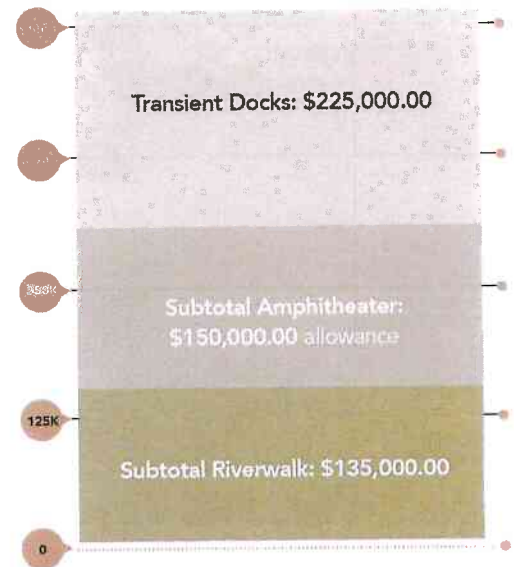 Transient Docks: $225,000.00
Subtotal Amphitheater:
$150,000.00 allowance
125K
Subtotal Riverwalk: $135,000.00
0